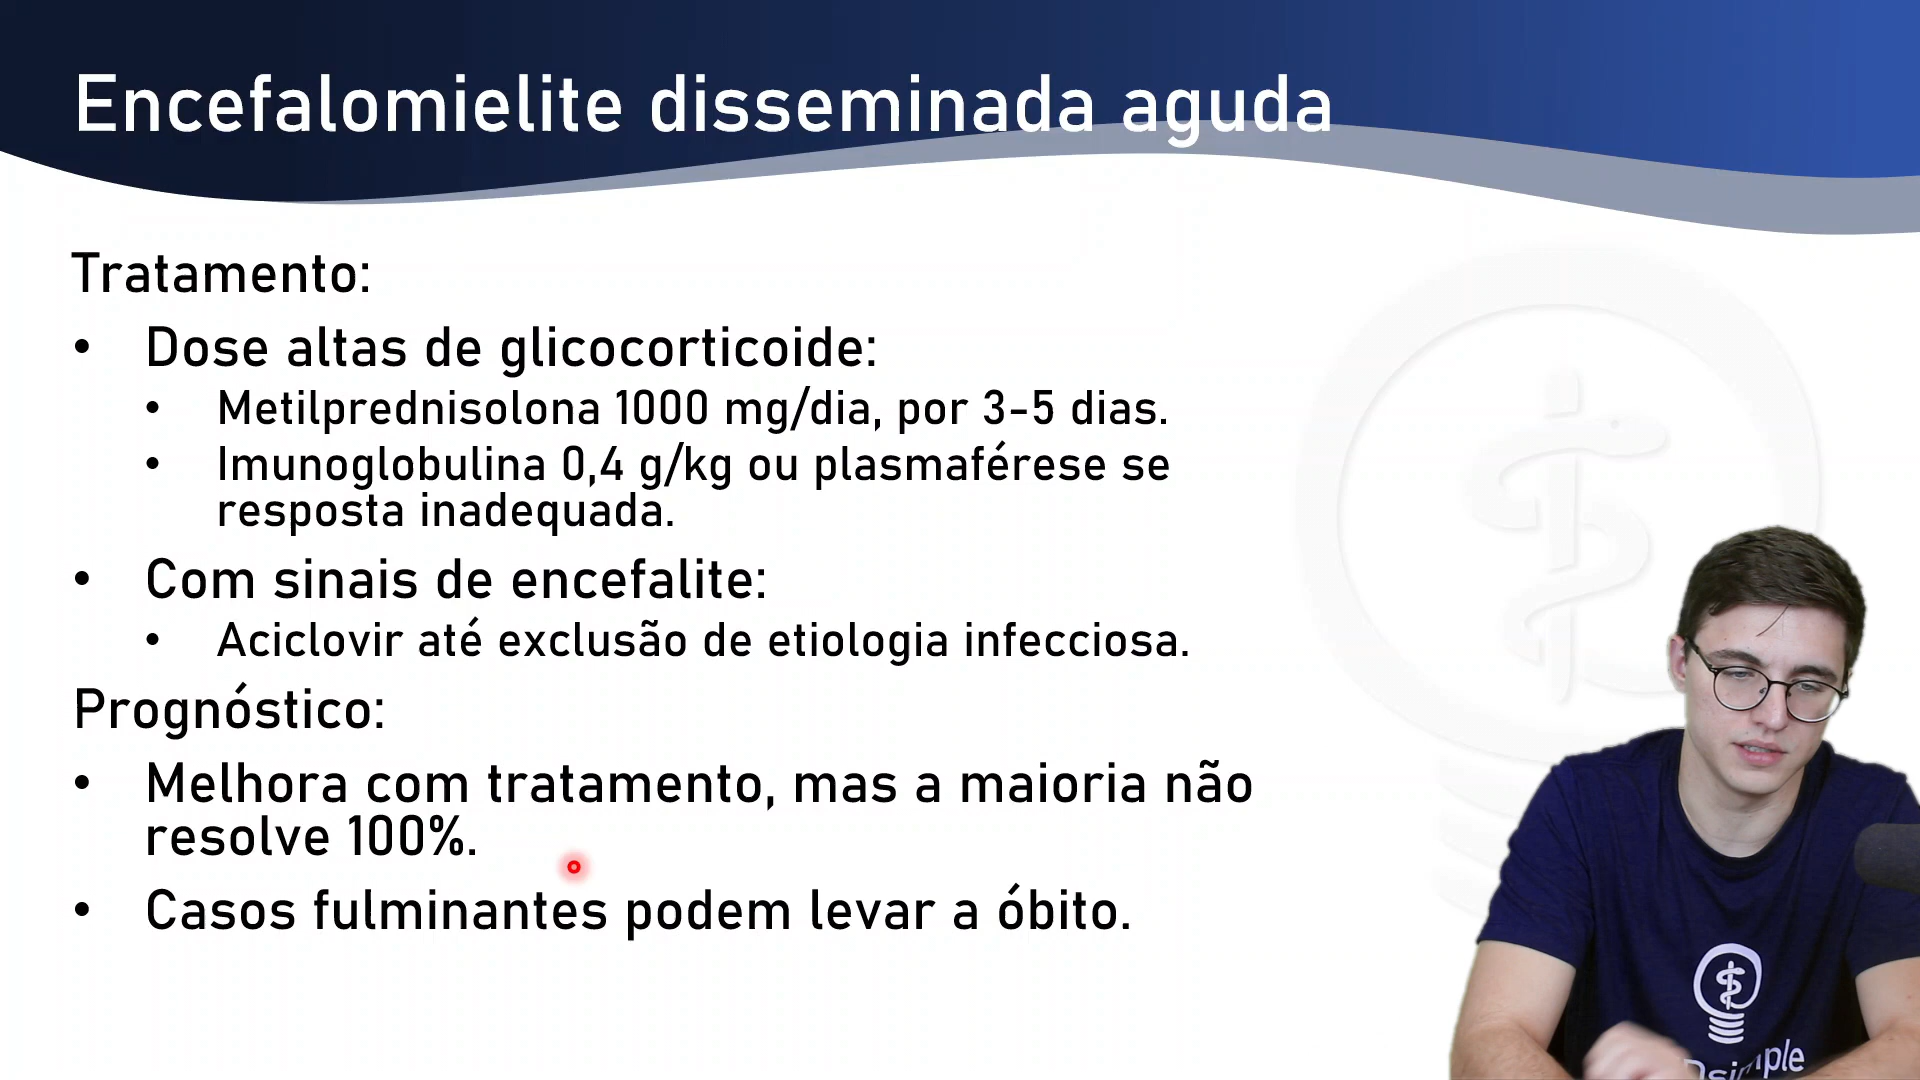 Encefalomielite disseminada aguda
Tratamento:
• Dose altas de glicocorticoide:
• Metilprednisolona 1000 mg/dia, por 3-5 dias.
• Imunoglobulina 0,4 g/kg ou plasmaférese se
resposta inadequada.
• Com sinais de encefalite:
• Aciclovir até exclusão de etiologia infecciosa.
Prognóstico:
• Melhora com tratamento, mas a maioria não
resolve 100%.
• Casos fulminantes podem levar a óbito.